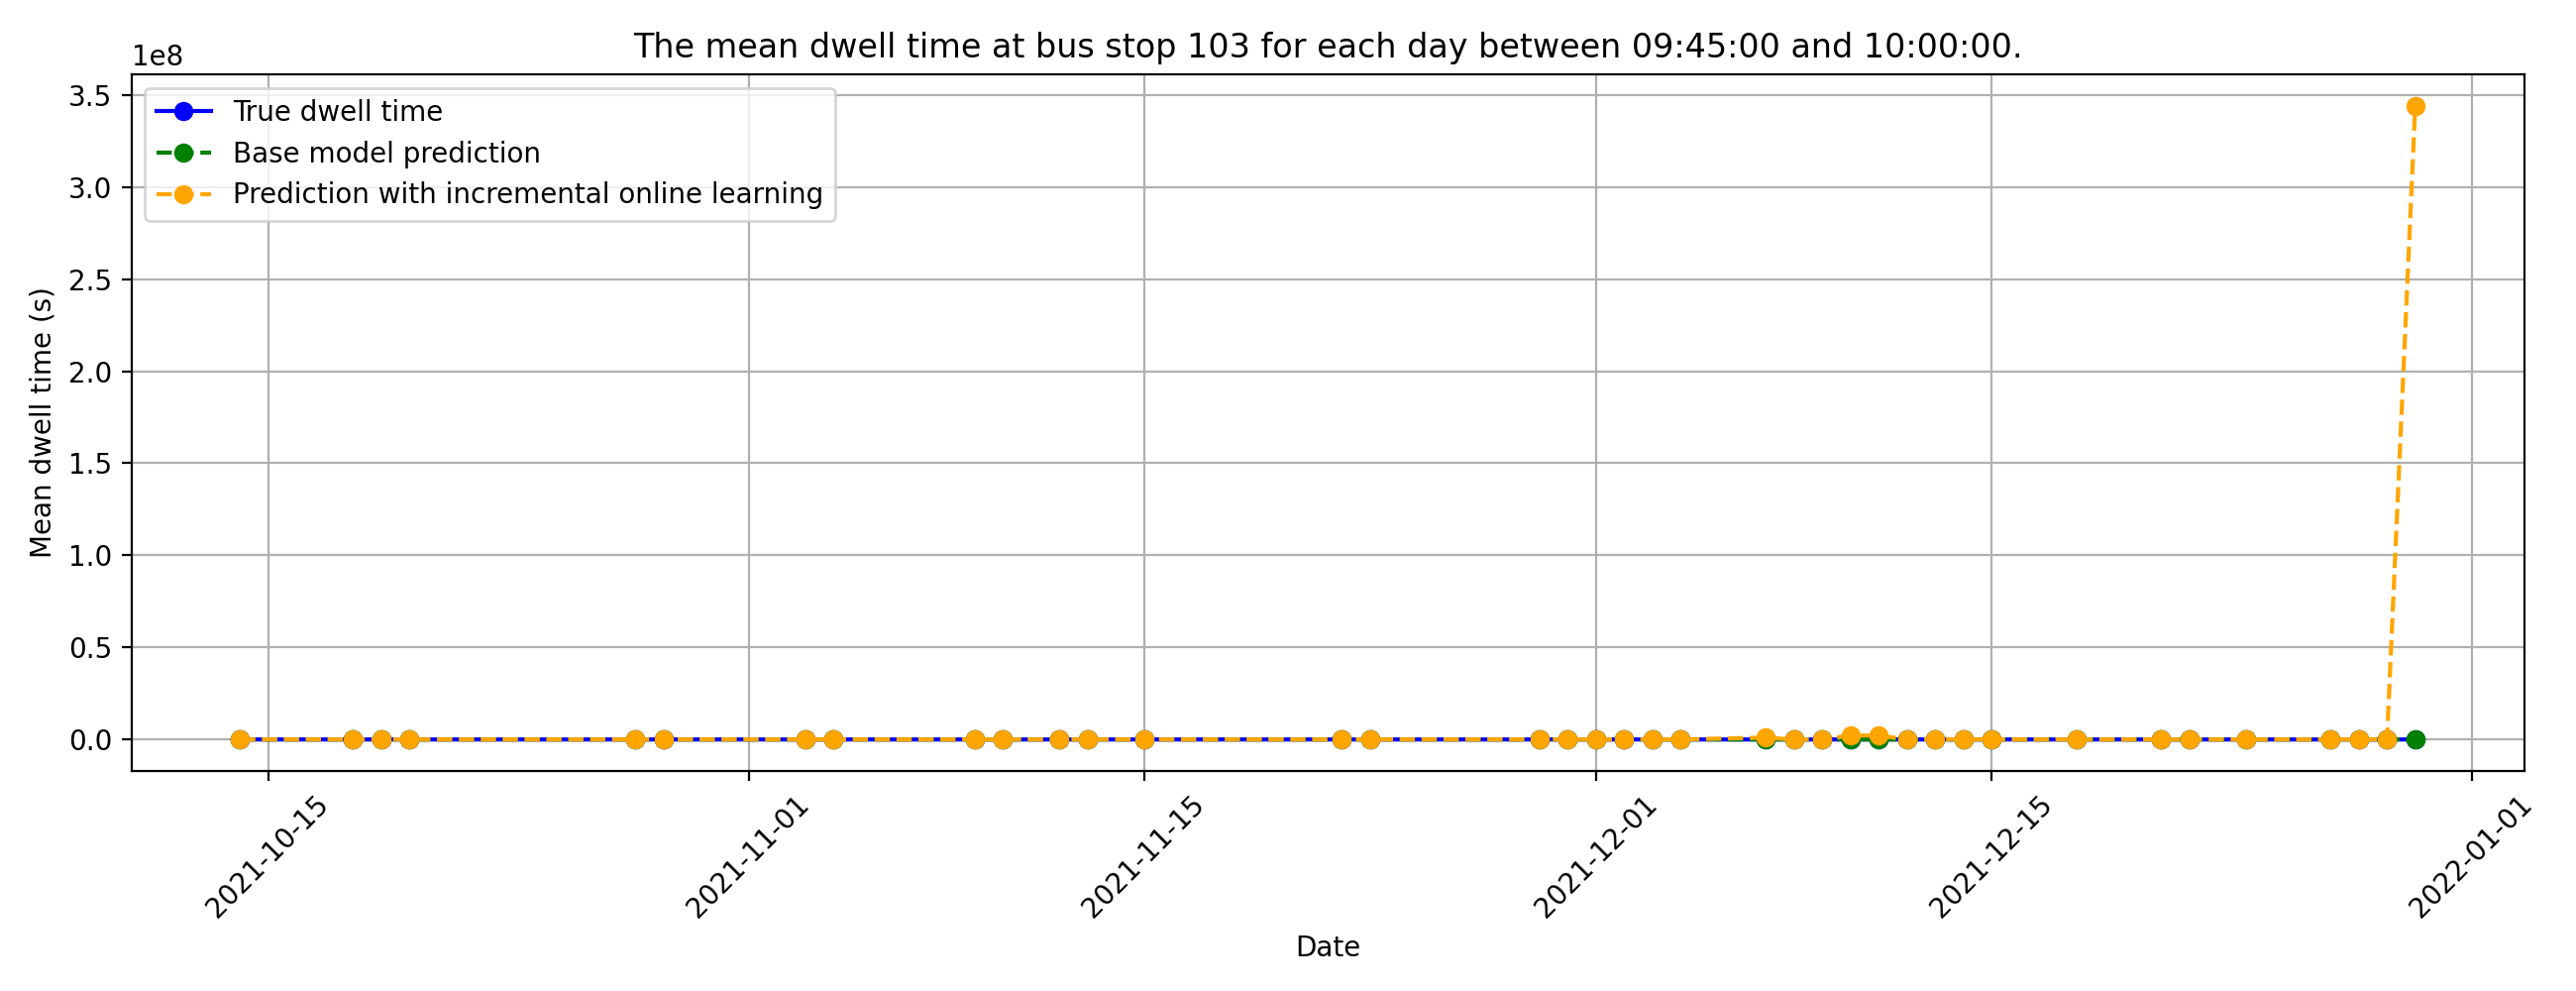 The mean dwell time at bus stop 103 for each day between 09:45:00 and 10:00:00.
1e8
3.5
3.0
2.5
2.0
1.5
1.0
0.5
0.0
Mean dwell time (s)
True dwell time
Base model prediction
Prediction with incremental online learning
2021-10-15
2021-11-01
2021-11-15
2021-12-01
2021-12-15
2022-01-01
Date